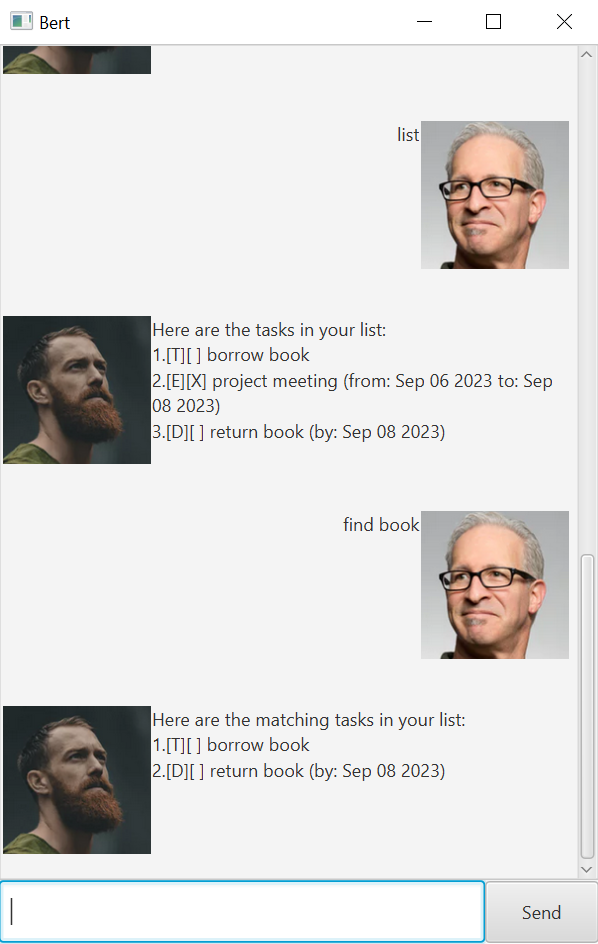 Bert
list
Here are the tasks in your list:
1.[T][ ] borrow book
2.[E][X] project meeting (from: Sep 06 2023 to: Sep
08 2023)
3.[D][ ] return book (by: Sep 08 2023)
find book
Here are the matching tasks in your list:
1.[T][ ] borrow book
2.[D][ ] return book (by: Sep 08 2023)
Send